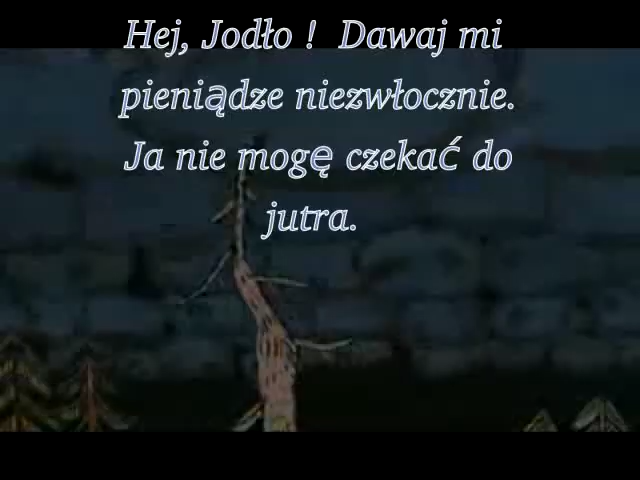 Hej, Jodło !  Dawaj mi
pieniądze niezwłocznie.
Ja nie mogę czekać do
jutra.